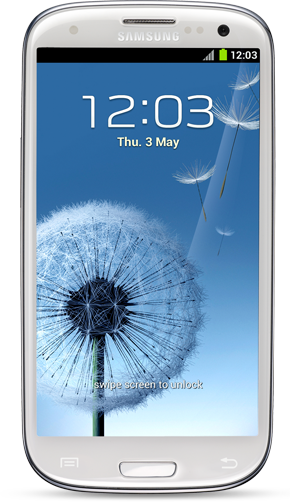 SAMSUNG
12:03
12:03
Thu. 3 May
swipe screen to unlock